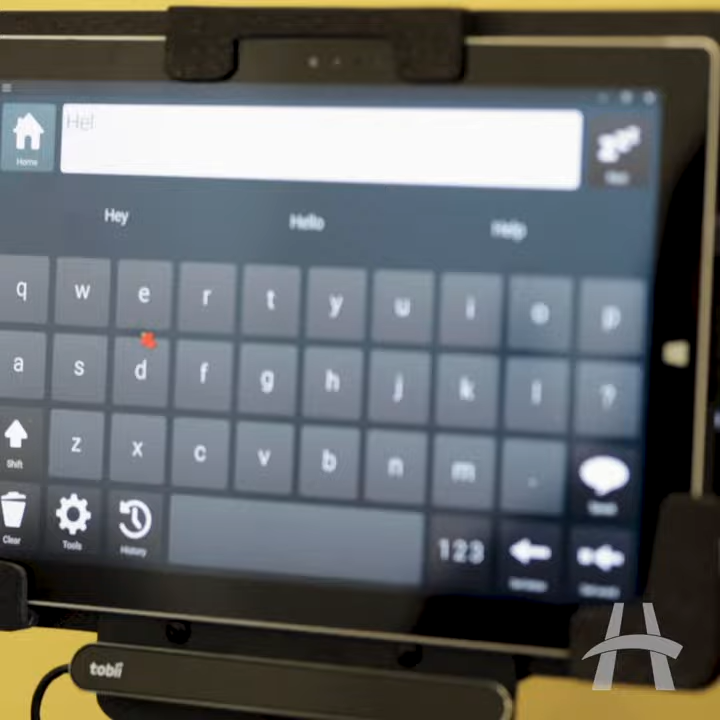 Hel
Home
Hey Hello Help
q w e r t y u i o p
a s d f g h j k l ?
Shift z x c v b n m .
Clear Tools History 123
tobii